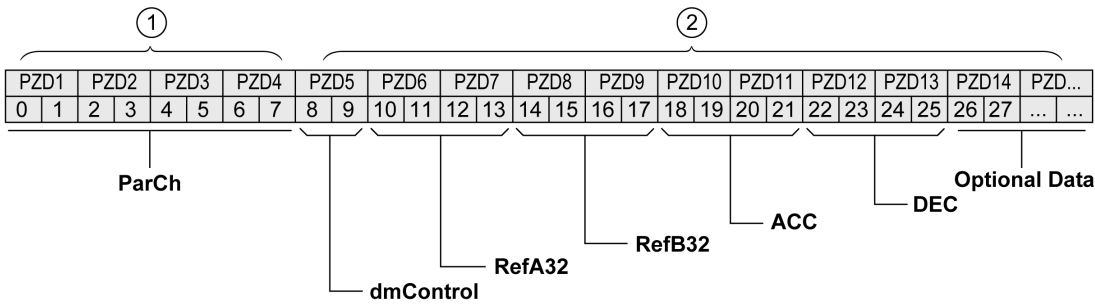 1 2
PZD1 PZD2 PZD3 PZD4 PZD5 PZD6 PZD7 PZD8 PZD9 PZD10 PZD11 PZD12 PZD13 PZD14 PZD...
0 1 2 3 4 5 6 7 8 9 10 11 12 13 14 15 16 17 18 19 20 21 22 23 24 25 26 27 ... ...
ParCh
Optional Data
DEC
ACC
RefB32
RefA32
dmControl